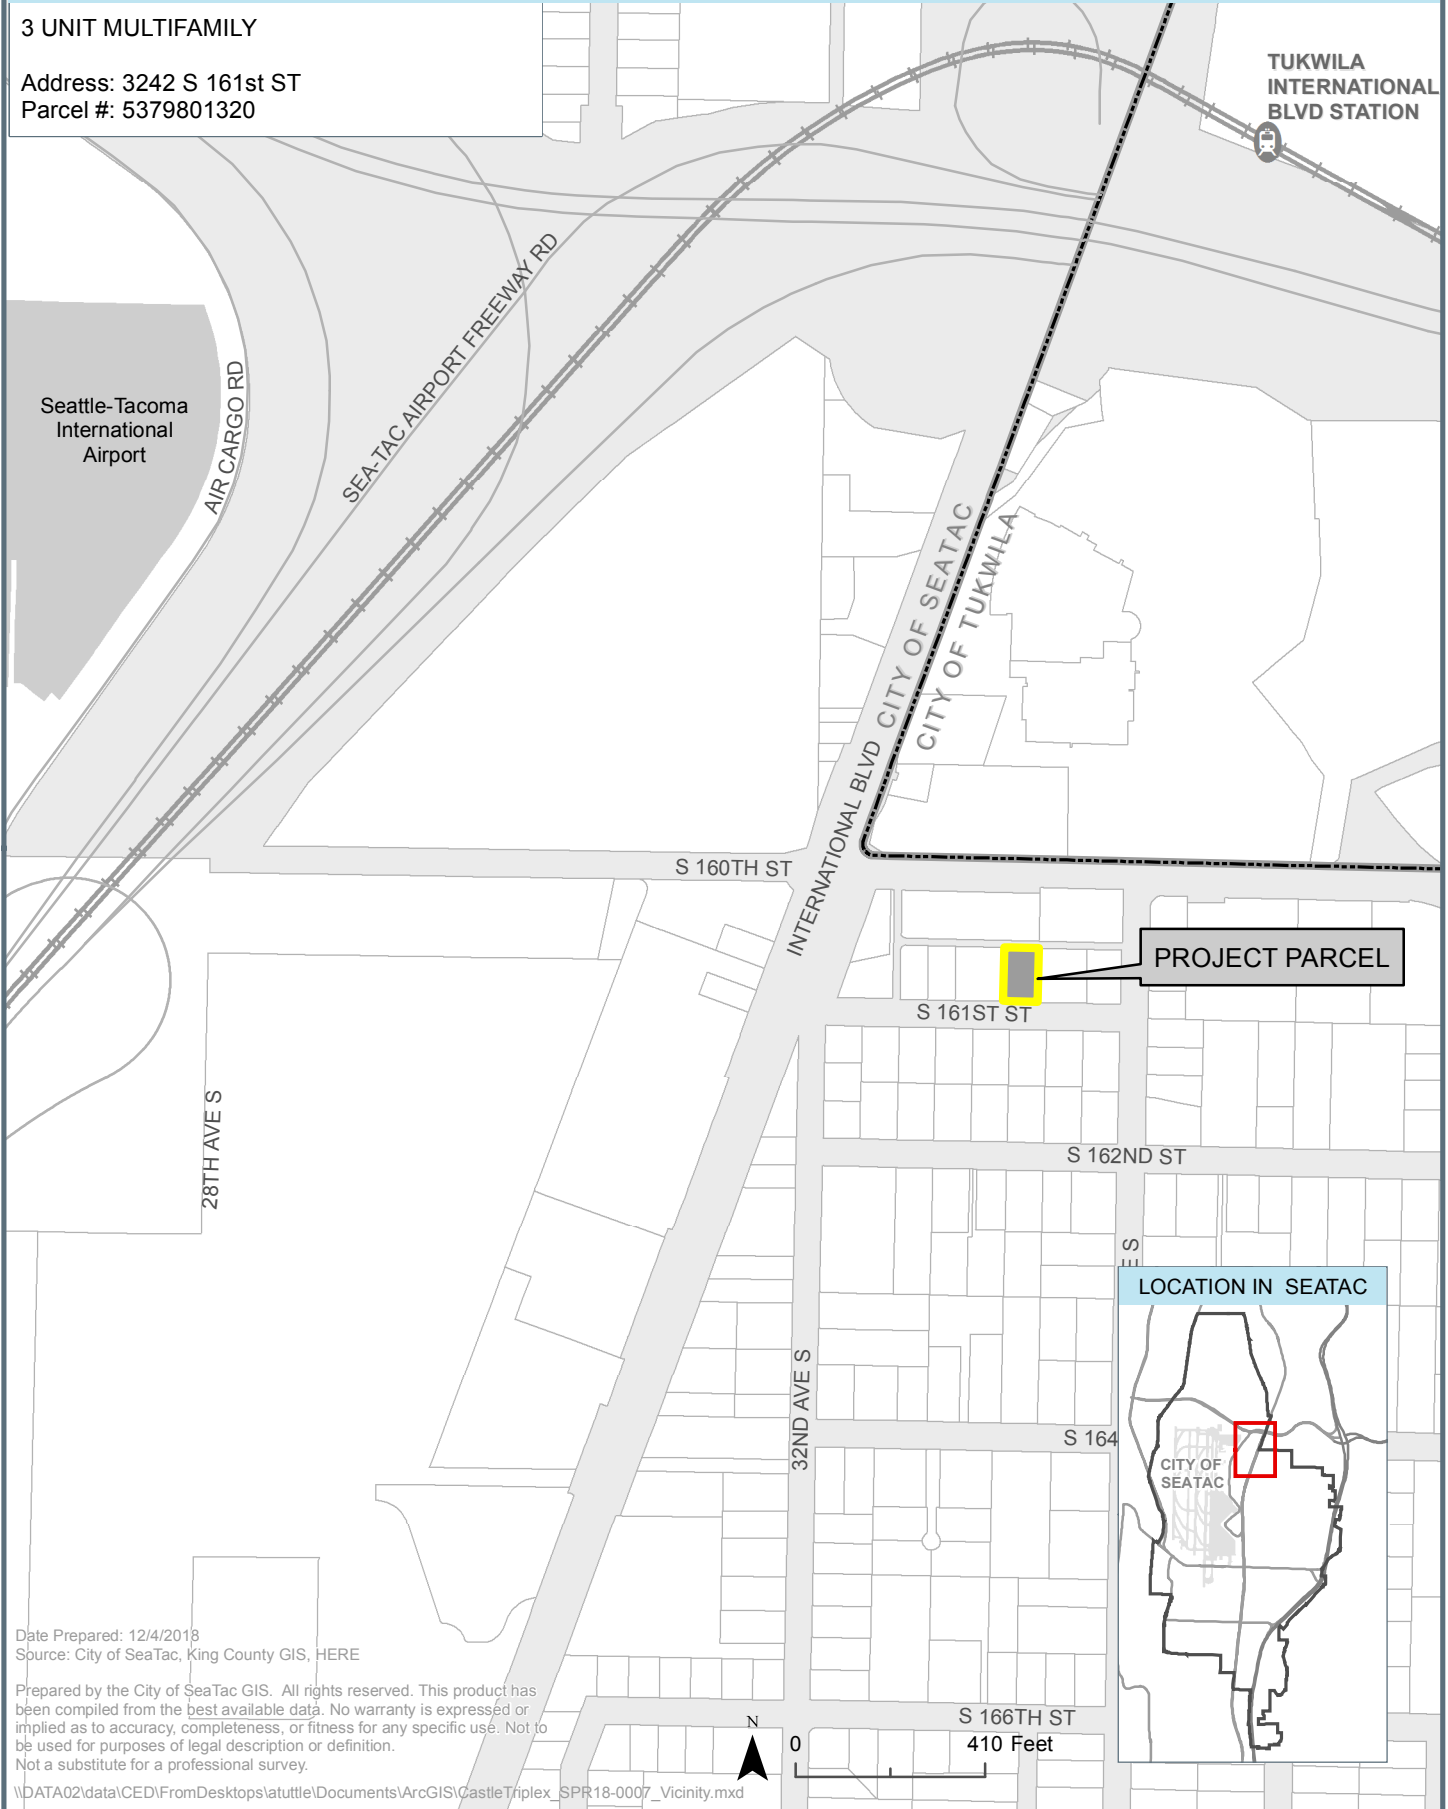 3 UNIT MULTIFAMILY
Address: 3242 S 161st ST
Parcel #: 5379801320
TUKWILA
INTERNATIONAL
BLVD STATION
SEA-TAC AIRPORT FREEWAY RD
AIR CARGO RD
Seattle-Tacoma
International
Airport
CITY OF SEATAC
CITY OF TUKWILA
INTERNATIONAL BLVD
S 160TH ST
PROJECT PARCEL
S 161ST ST
28TH AVE S
S 162ND ST
E S
LOCATION IN SEATAC
32ND AVE S
S 164
CITY OF
SEATAC
Date Prepared: 12/4/2018
Source: City of SeaTac, King County GIS, HERE
Prepared by the City of SeaTac GIS. All rights reserved. This product has
been compiled from the best available data. No warranty is expressed or
implied as to accuracy, completeness, or fitness for any specific use. Not to
be used for purposes of legal description or definition.
Not a substitute for a professional survey.
S 166TH ST
N
0 410 Feet
\\DATA02\data\CED\FromDesktops\atuttle\Documents\ArcGIS\CastleTriplex_SPR18-0007_Vicinity.mxd